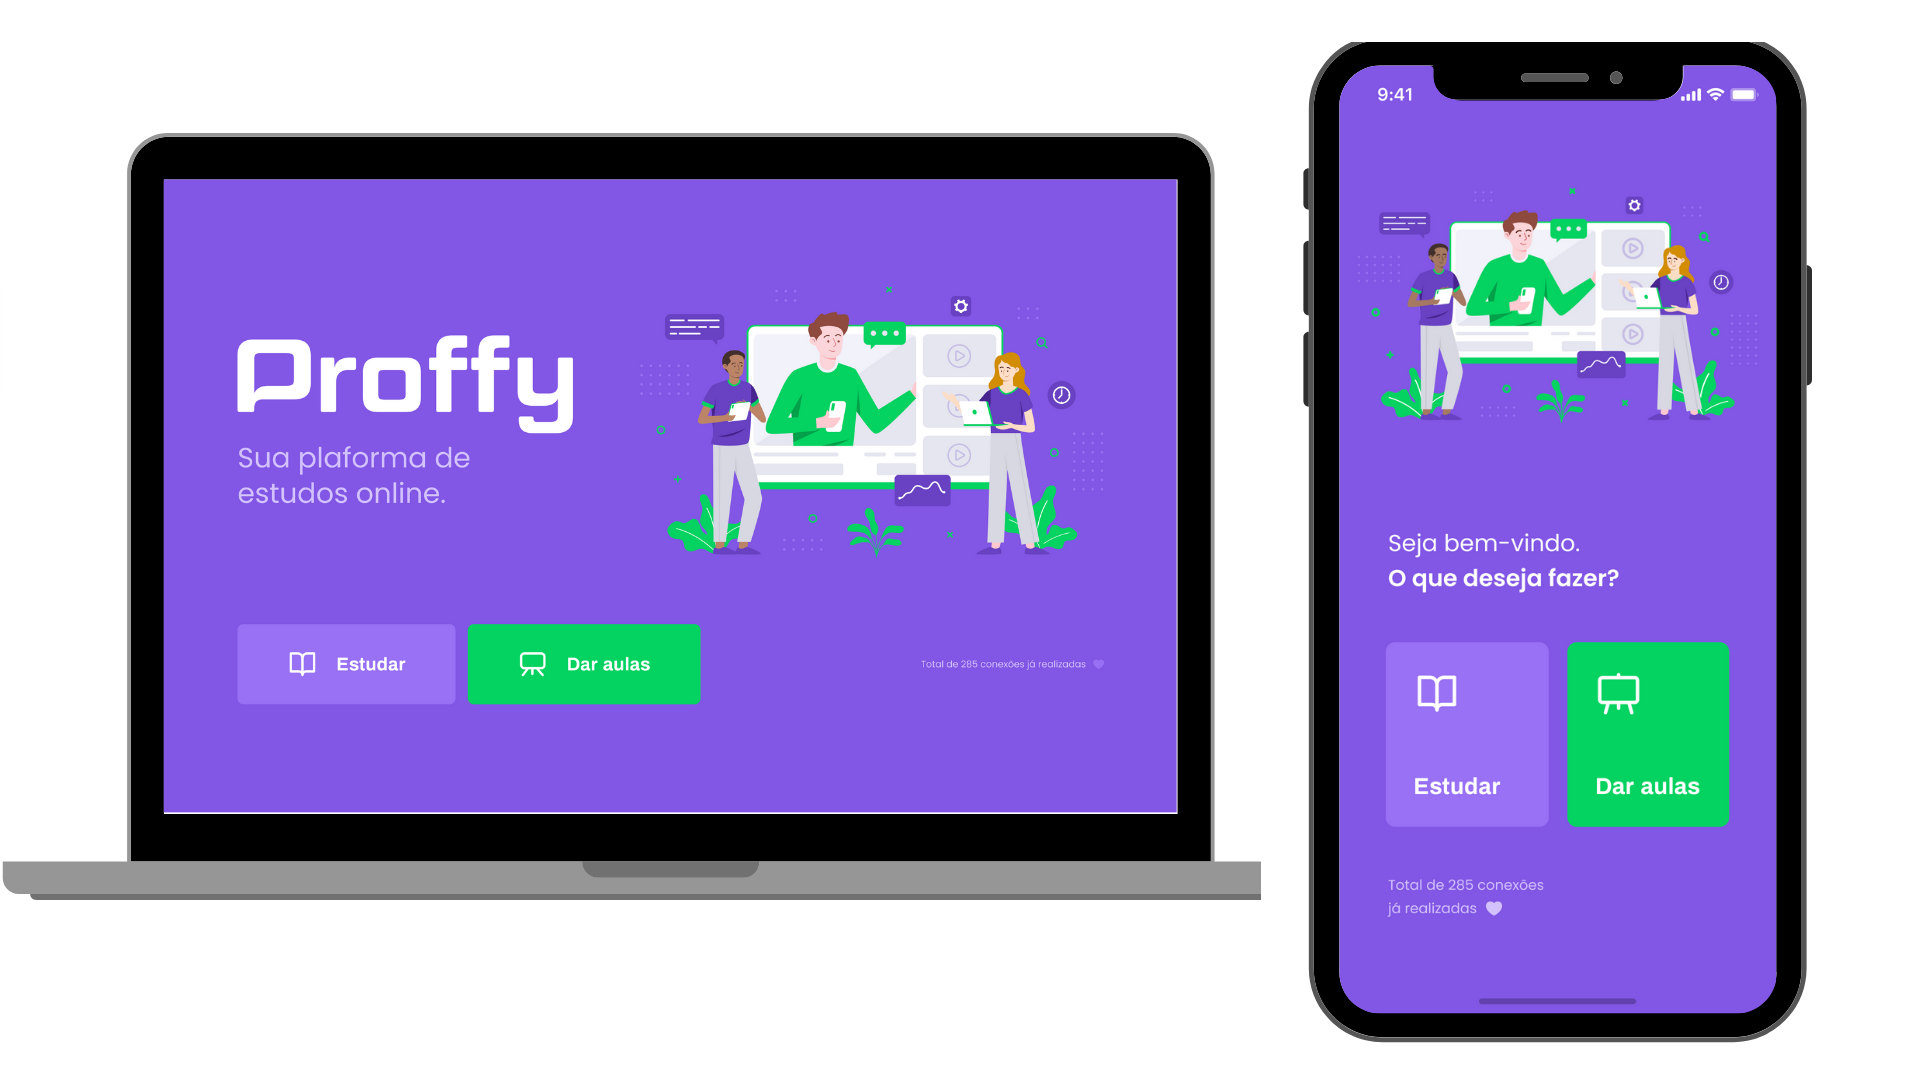 Proffy
Sua plaforma de
estudos online.
Estudar
Dar aulas
Total de 285 conexões já realizadas
9:41
Seja bem-vindo.
O que deseja fazer?
Estudar
Dar aulas
Total de 285 conexões
já realizadas